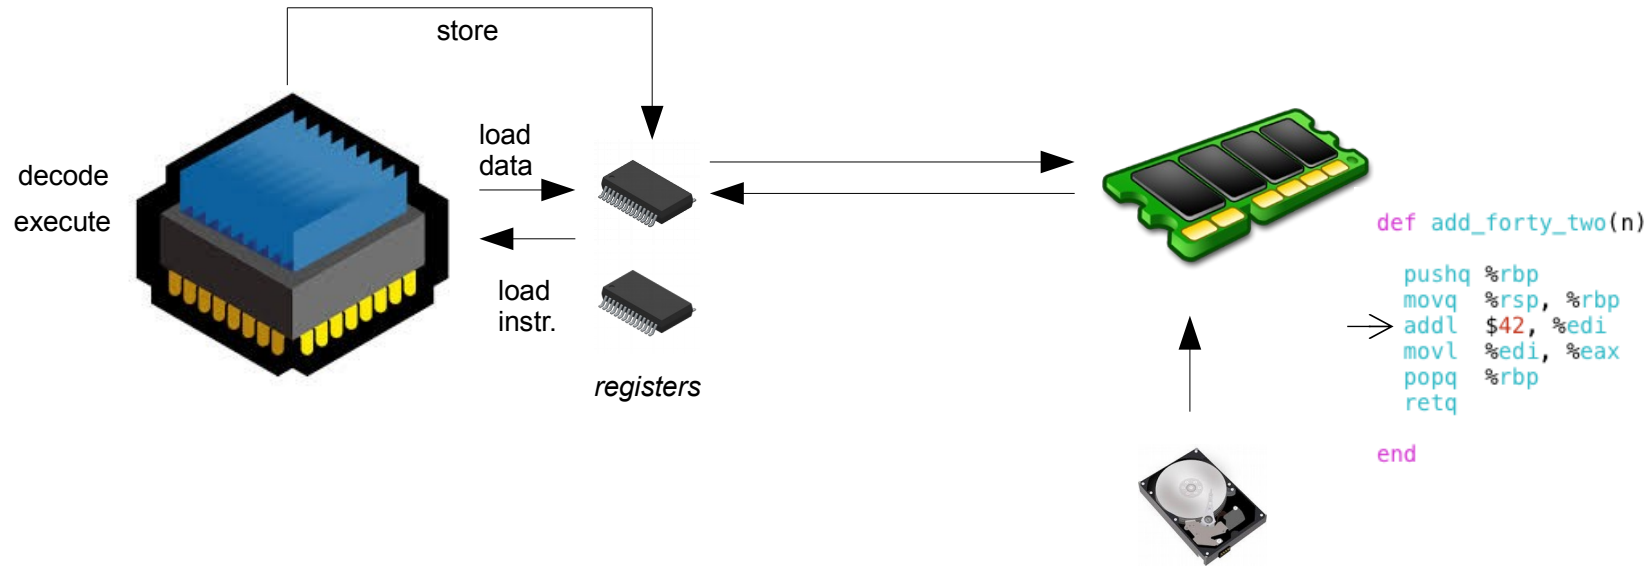 store
load
data
decode
execute
load
instr.
registers
def add_forty_two(n)
pushq %rbp
movq %rsp, %rbp
addl $42, %edi
movl %edi, %eax
popq %rbp
retq
end